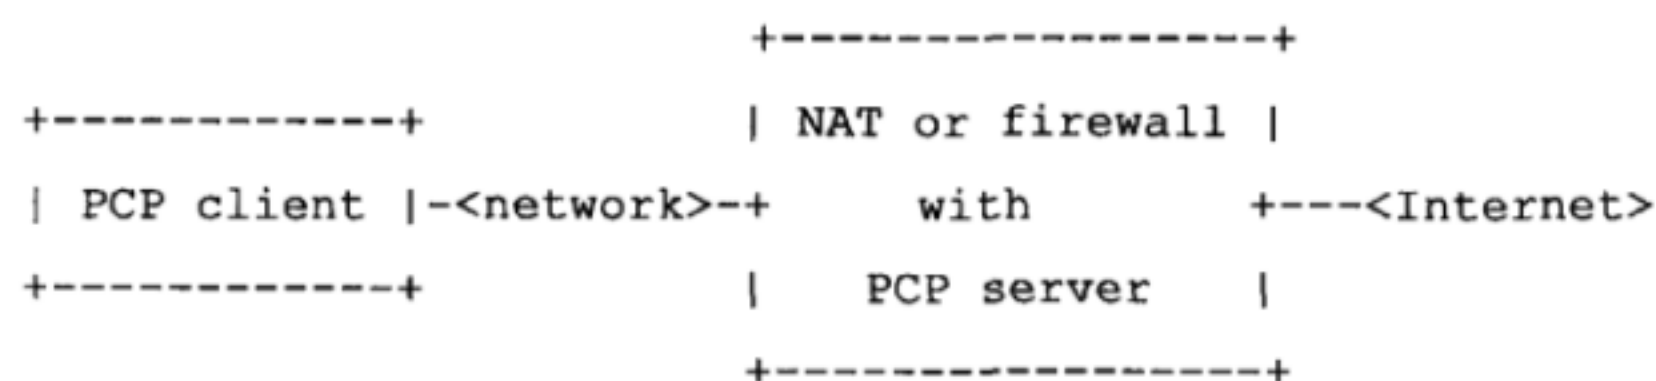 +-----------------+
+------------+ | NAT or firewall |
| PCP client |-<network>-+ with +---<Internet>
+------------+ | PCP server |
+-----------------+